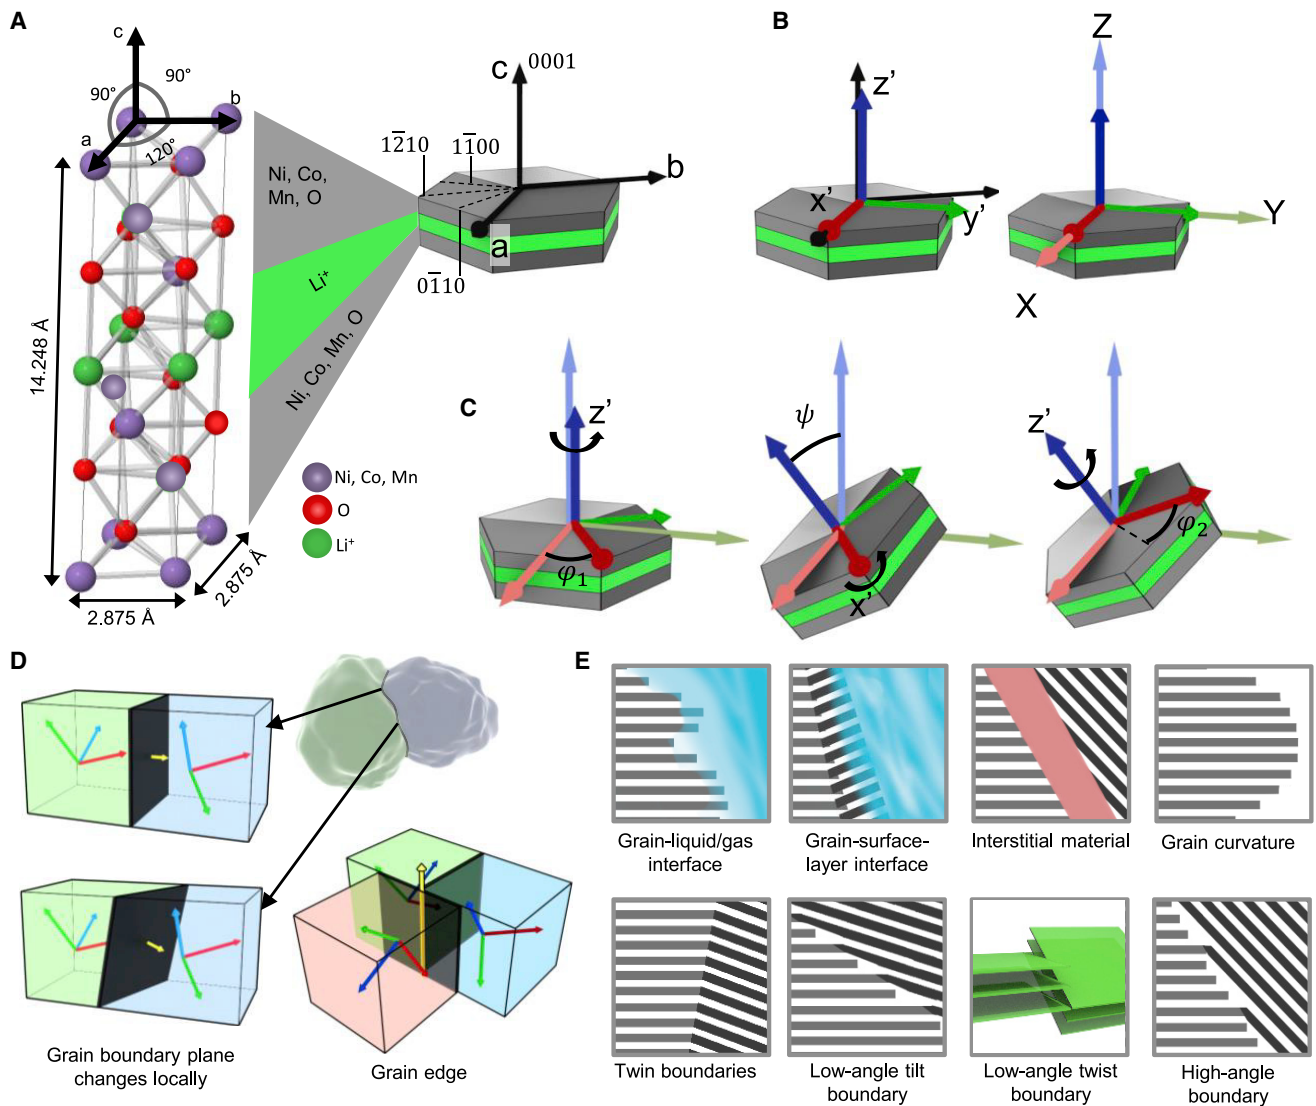 A
c
90°
90°
b
a
120°
14.248 Å
2.875 Å
2.875 Å
Ni, Co,
Mn, O
Li⁺
Ni, Co, Mn, O
Ni, Co, Mn
O
Li⁺
c
0001
11̅00
12̅10
b
a
01̅10
B
z'
x'
y'
Z
Y
X
C
z'
φ₁
ψ
x'
z'
φ₂
D
Grain boundary plane
changes locally
Grain edge
E
Grain-liquid/gas
interface
Grain-surface-
layer interface
Interstitial material
Grain curvature
Twin boundaries
Low-angle tilt
boundary
Low-angle twist
boundary
High-angle
boundary